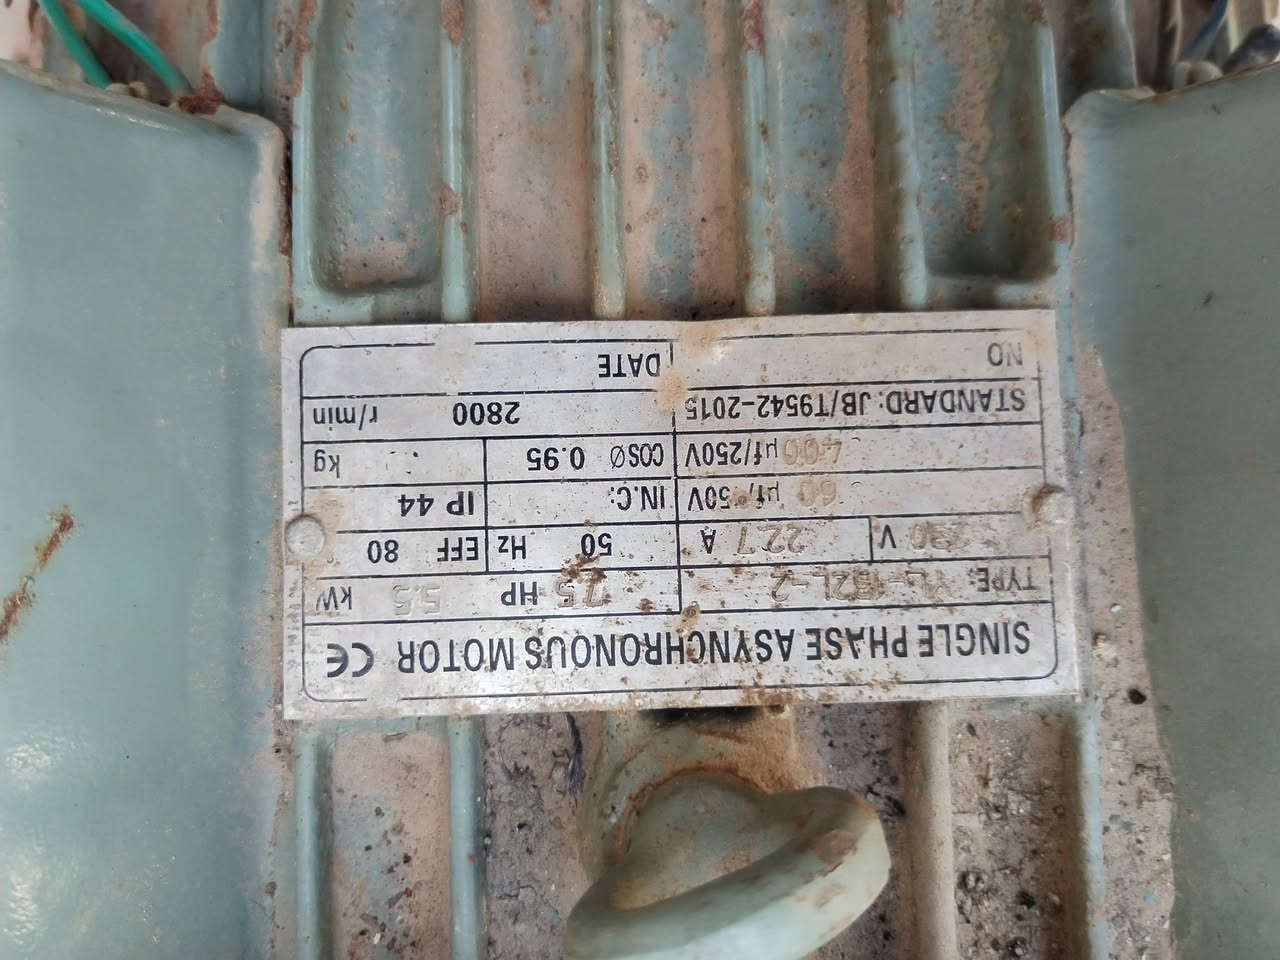 SINGLE PHASE ASYNCHRONOUS MOTOR CE
TYPE: YL-132L-2 7.5 HP 5.5 kW
230 V 22.7 A 50 Hz EFF 80
60 µf/ 50V IN.C: IP 44
400 µf/250V COSØ 0.95 kg
STANDARD: JB/T9542-2015 2800 r/min
NO DATE